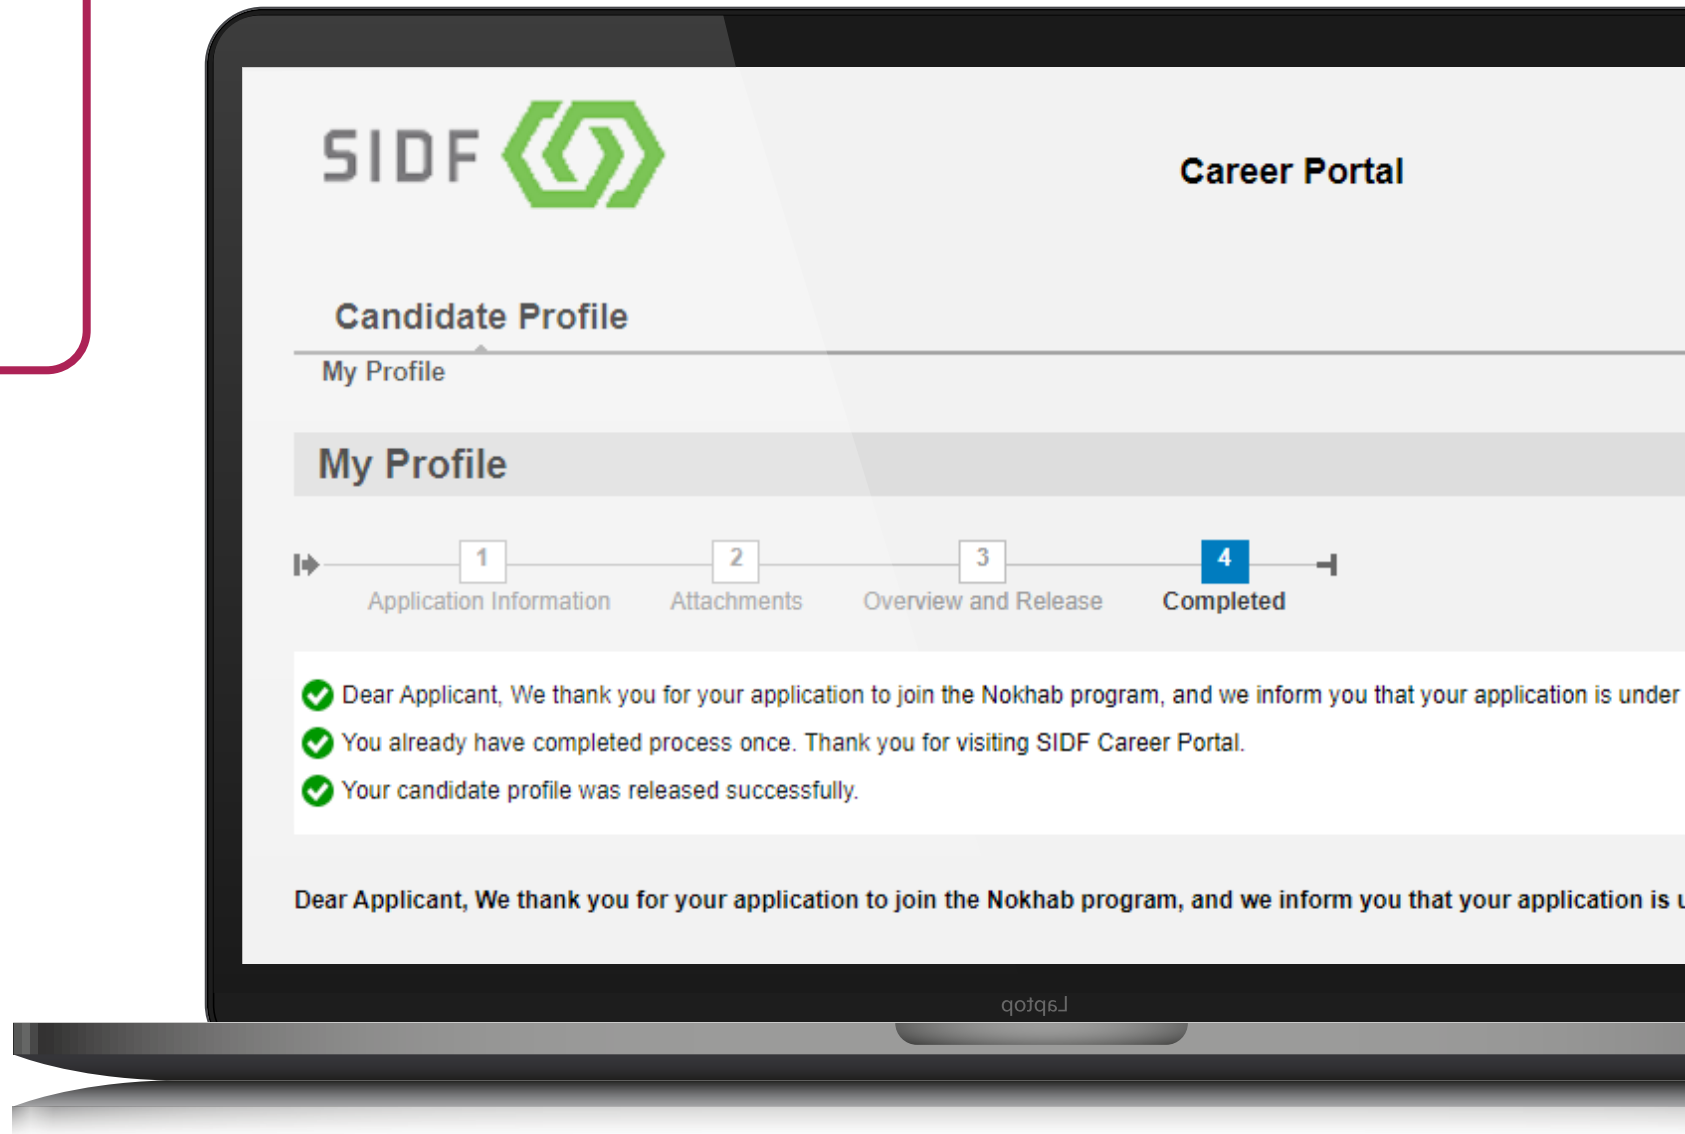 SIDF
Career Portal
Candidate Profile
My Profile
My Profile
1
2
3
4
Application Information
Attachments
Overview and Release
Completed
Dear Applicant, We thank you for your application to join the Nokhab program, and we inform you that your application is under
You already have completed process once. Thank you for visiting SIDF Career Portal.
Your candidate profile was released successfully.
Dear Applicant, We thank you for your application to join the Nokhab program, and we inform you that your application is
Laptop